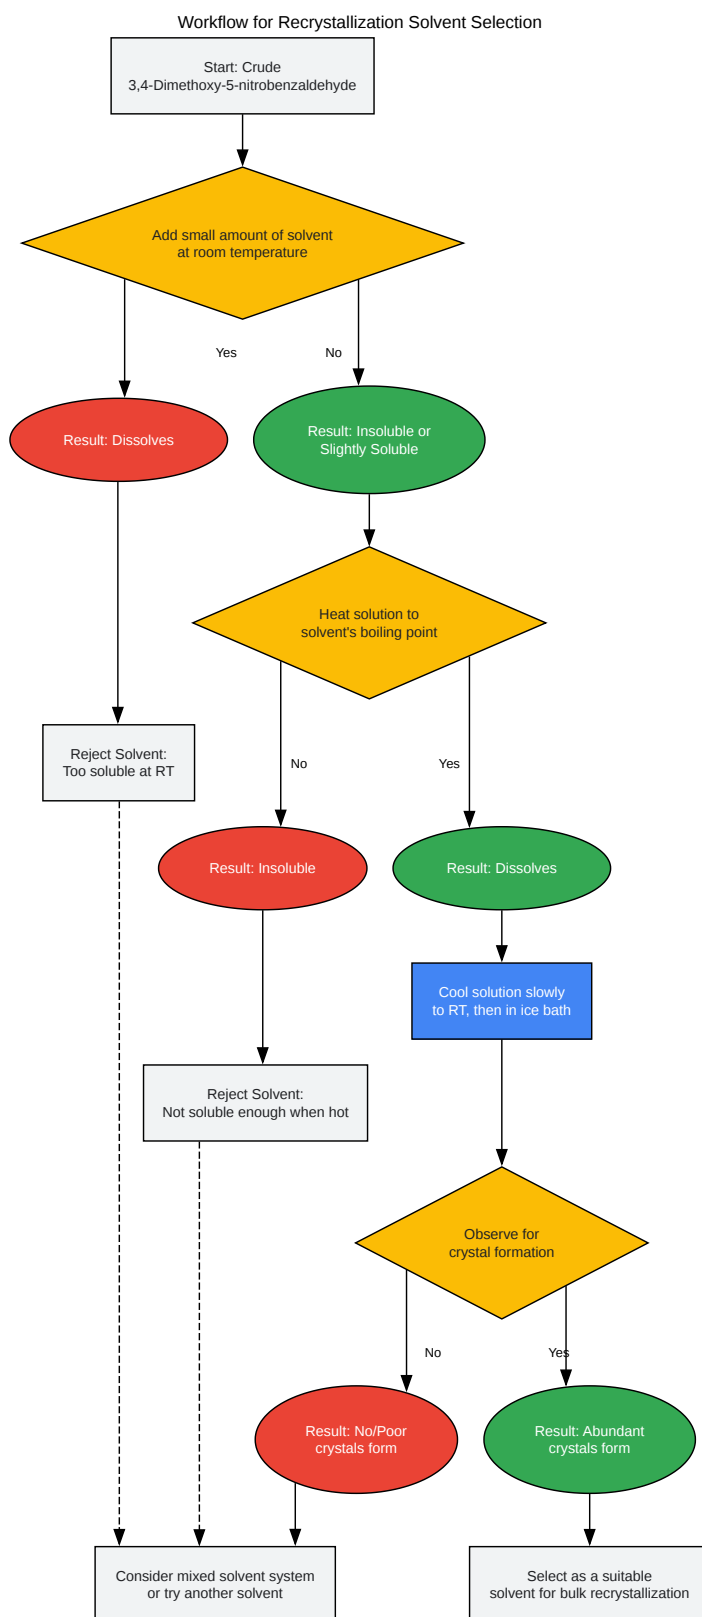 Workflow for Recrystallization Solvent Selection
Start: Crude
3,4-Dimethoxy-5-nitrobenzaldehyde
Add small amount of solvent
at room temperature
Yes
No
Result: Dissolves
Result: Insoluble or
Slightly Soluble
Heat solution to
solvent's boiling point
Reject Solvent:
Too soluble at RT
No
Yes
Result: Insoluble
Result: Dissolves
Cool solution slowly
to RT, then in ice bath
Reject Solvent:
Not soluble enough when hot
Observe for
crystal formation
No
Yes
Result: No/Poor
crystals form
Result: Abundant
crystals form
Consider mixed solvent system
or try another solvent
Select as a suitable
solvent for bulk recrystallization